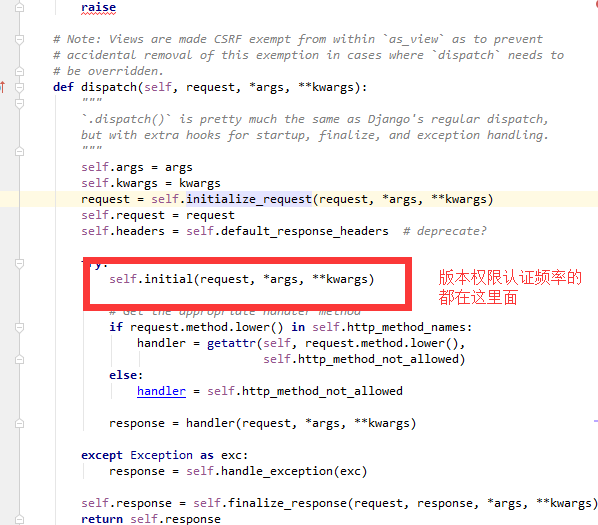 raise
# Note: Views are made CSRF exempt from within `as_view` as to prevent
# accidental removal of this exemption in cases where `dispatch` needs to
# be overridden.
def dispatch(self, request, *args, **kwargs):
"""
`.dispatch()` is pretty much the same as Django's regular dispatch,
but with extra hooks for startup, finalize, and exception handling.
"""
self.args = args
self.kwargs = kwargs
request = self.initialize_request(request, *args, **kwargs)
self.request = request
self.headers = self.default_response_headers  # deprecate?
try:
self.initial(request, *args, **kwargs)
版本权限认证频率的
都在这里面
# Get the appropriate handler method
if request.method.lower() in self.http_method_names:
handler = getattr(self, request.method.lower(),
self.http_method_not_allowed)
else:
handler = self.http_method_not_allowed
response = handler(request, *args, **kwargs)
except Exception as exc:
response = self.handle_exception(exc)
self.response = self.finalize_response(request, response, *args, **kwargs)
return self.response